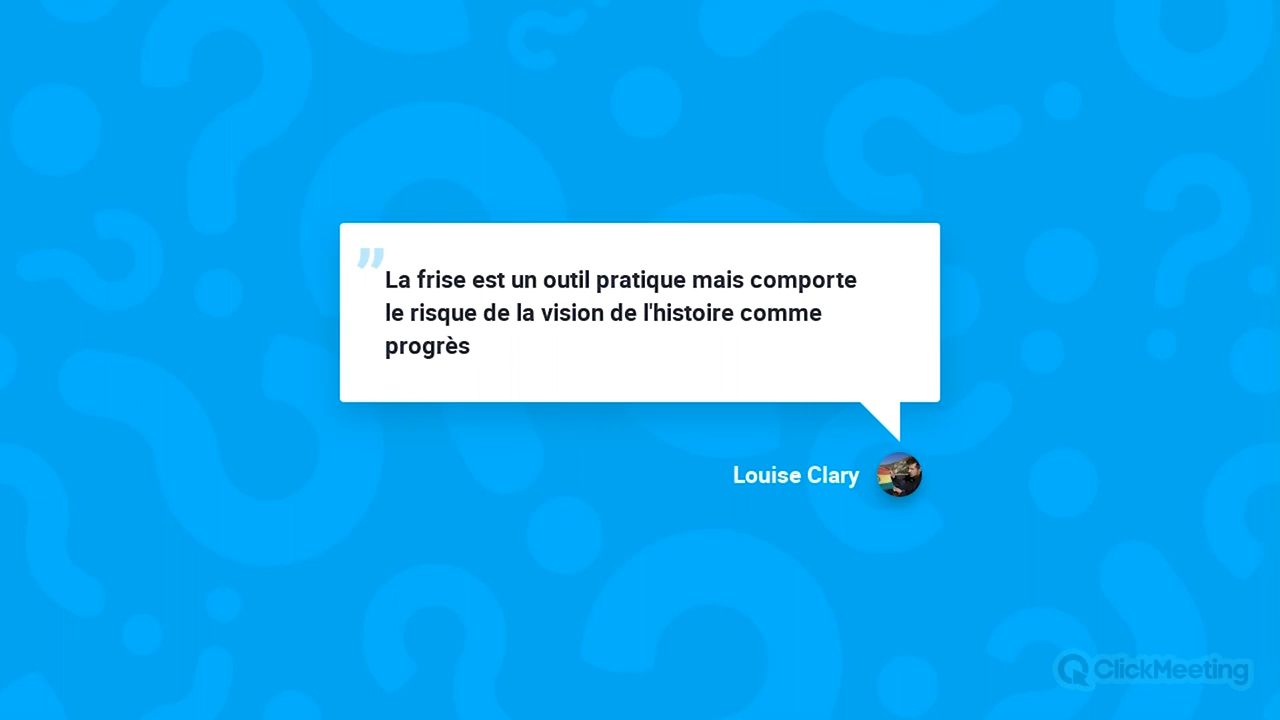 La frise est un outil pratique mais comporte
le risque de la vision de l'histoire comme
progrès
Louise Clary
ClickMeeting